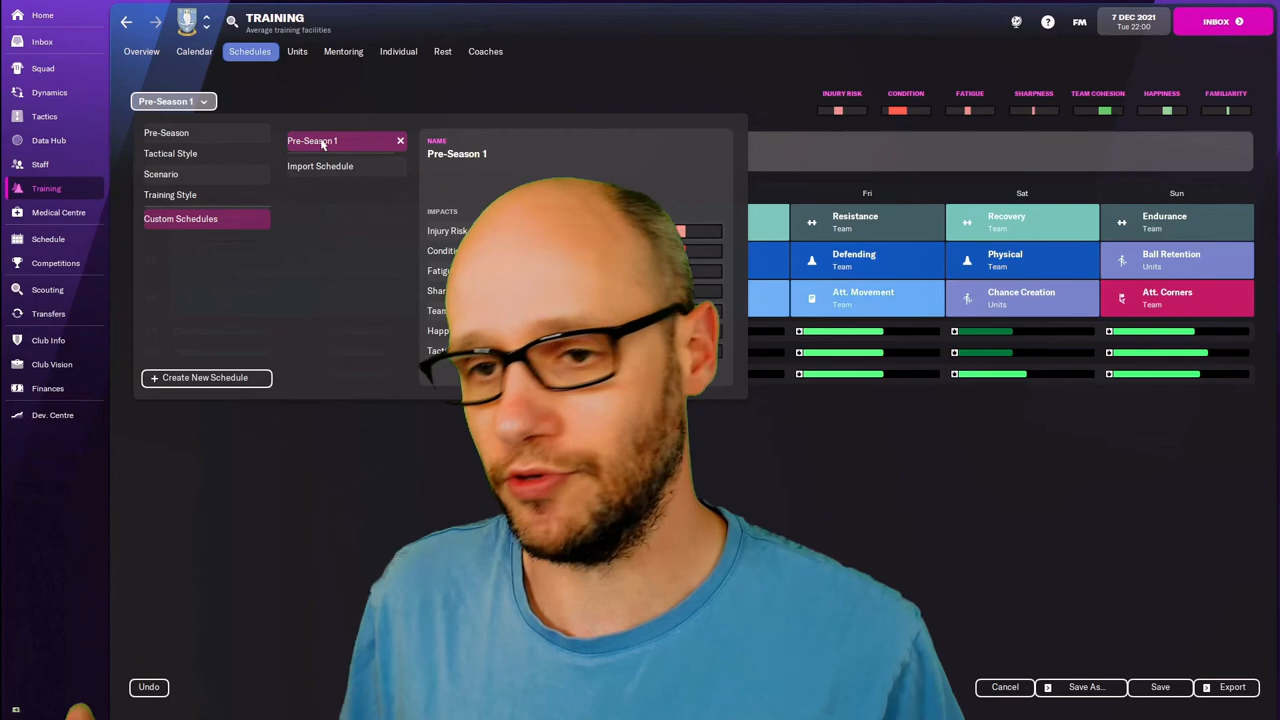 Home
Inbox
Squad
Dynamics
Tactics
Data Hub
Staff
Training
Medical Centre
Schedule
Competitions
Scouting
Transfers
Club Info
Club Vision
Finances
Dev. Centre
TRAINING
Average training facilities
FM
7 DEC 2021
Tue 22:00
INBOX
Overview
Calendar
Schedules
Units
Mentoring
Individual
Rest
Coaches
Pre-Season 1
INJURY RISK
CONDITION
FATIGUE
SHARPNESS
TEAM COHESION
HAPPINESS
FAMILIARITY
Pre-Season
Tactical Style
Scenario
Training Style
Custom Schedules
Create New Schedule
Pre-Season 1
Import Schedule
NAME
Pre-Season 1
IMPACTS
Injury Risk
Fri
Sat
Sun
Resistance
Team
Recovery
Team
Endurance
Team
Defending
Team
Physical
Team
Ball Retention
Units
Att. Movement
Team
Chance Creation
Units
Att. Corners
Team
Undo
Cancel
Save As...
Save
Export